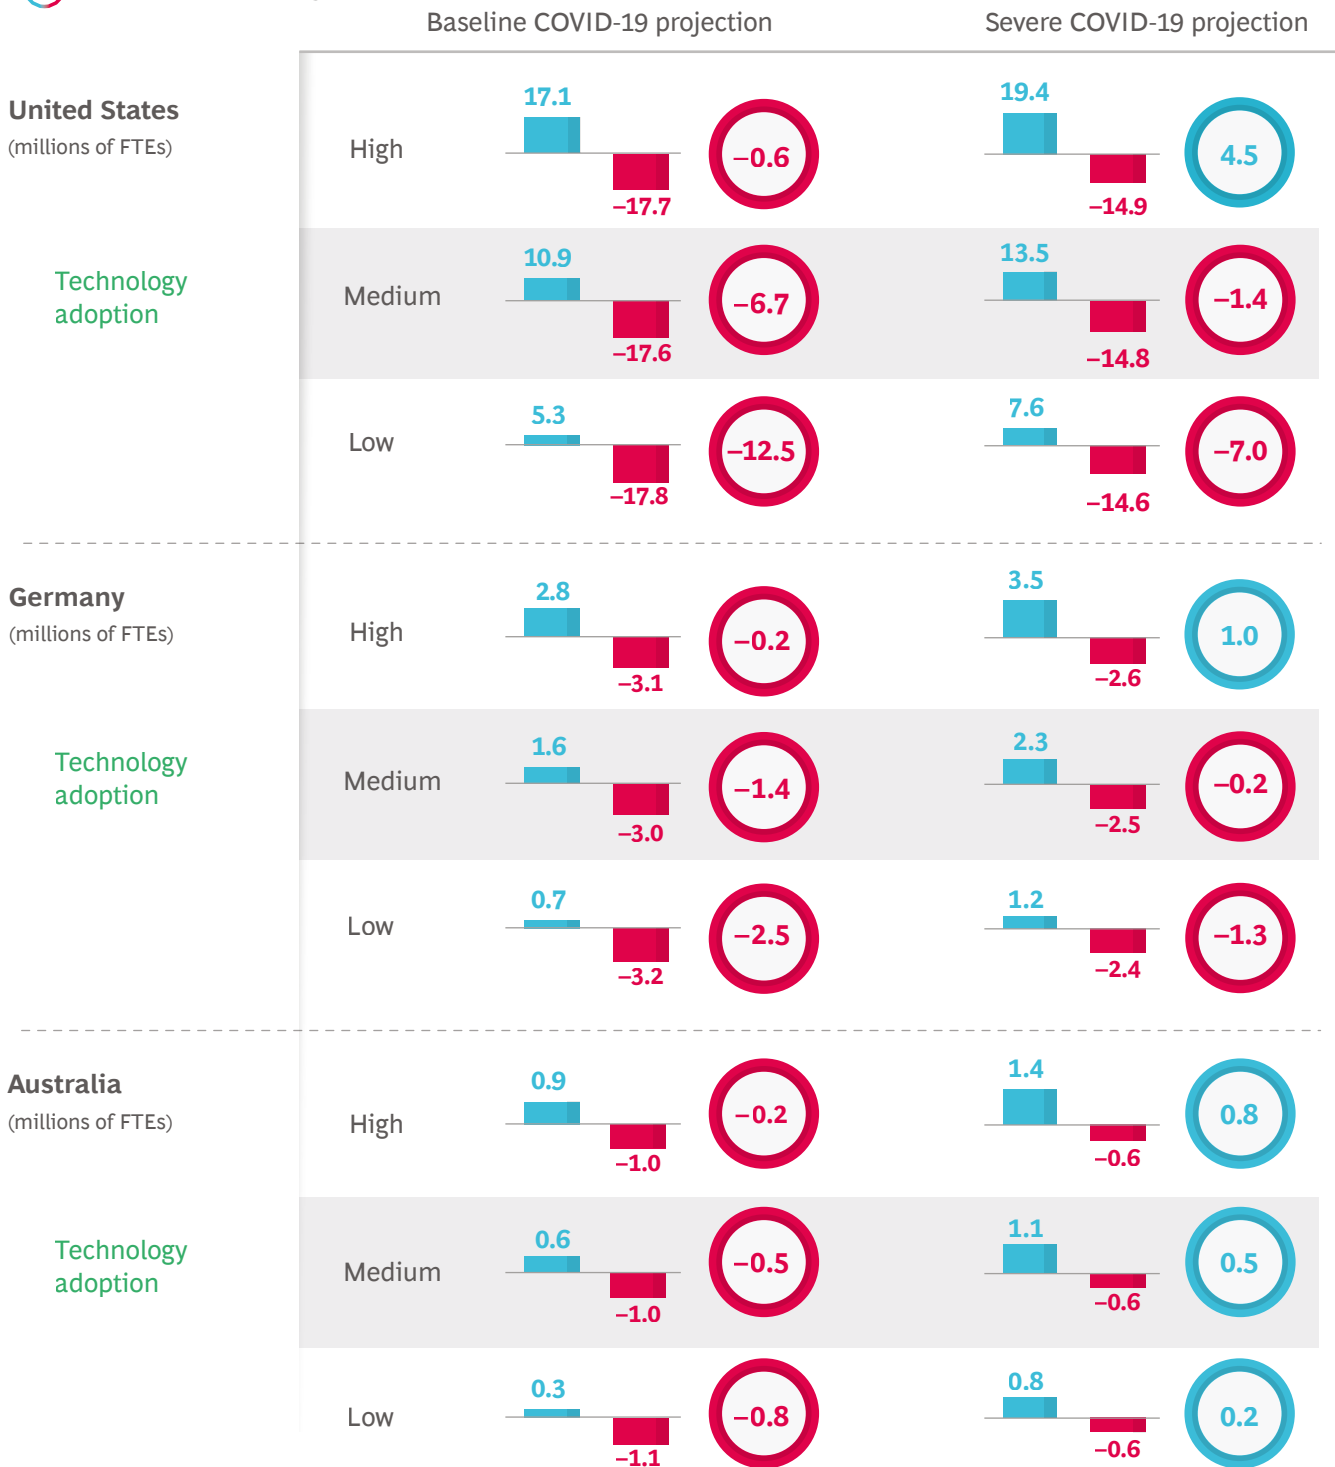 Baseline COVID-19 projection
Severe COVID-19 projection
United States
(millions of FTEs)
High
17.1
−17.7
−0.6
19.4
−14.9
4.5
Technology
adoption
Medium
10.9
−17.6
−6.7
13.5
−14.8
−1.4
Low
5.3
−17.8
−12.5
7.6
−14.6
−7.0
Germany
(millions of FTEs)
High
2.8
−3.1
−0.2
3.5
−2.6
1.0
Technology
adoption
Medium
1.6
−3.0
−1.4
2.3
−2.5
−0.2
Low
0.7
−3.2
−2.5
1.2
−2.4
−1.3
Australia
(millions of FTEs)
High
0.9
−1.0
−0.2
1.4
−0.6
0.8
Technology
adoption
Medium
0.6
−1.0
−0.5
1.1
−0.6
0.5
Low
0.3
−1.1
−0.8
0.8
−0.6
0.2